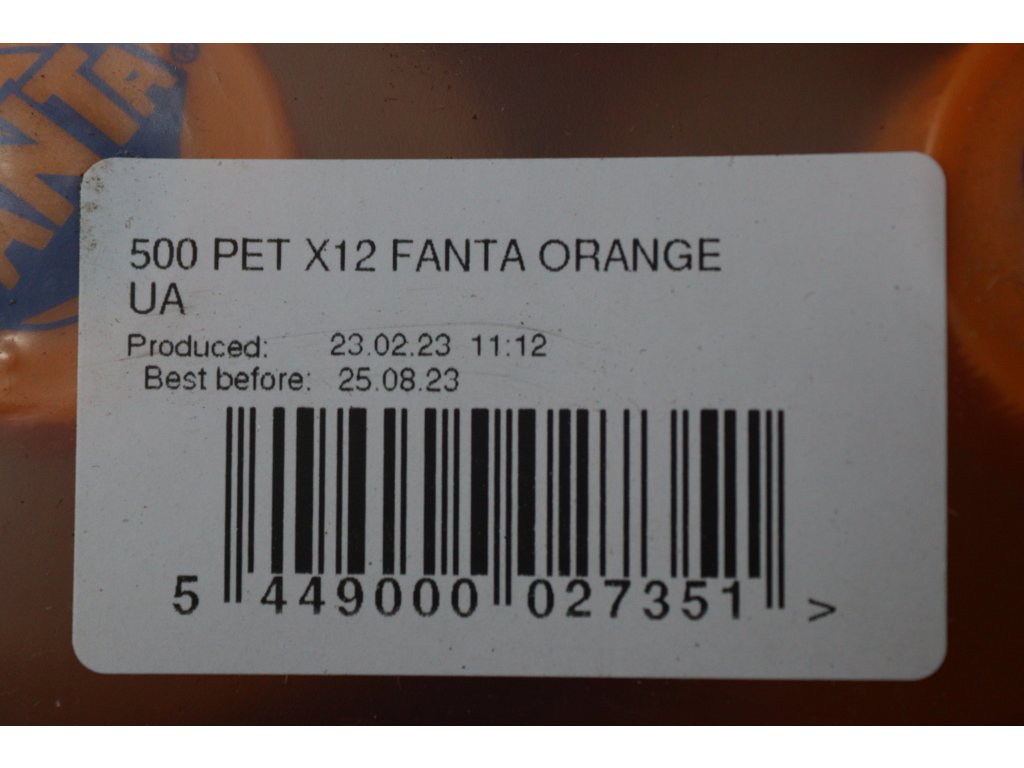 FANTA®
500 PET X12 FANTA ORANGE
UA
Produced: 23.02.23 11:12
Best before: 25.08.23
5 449000 027351 >